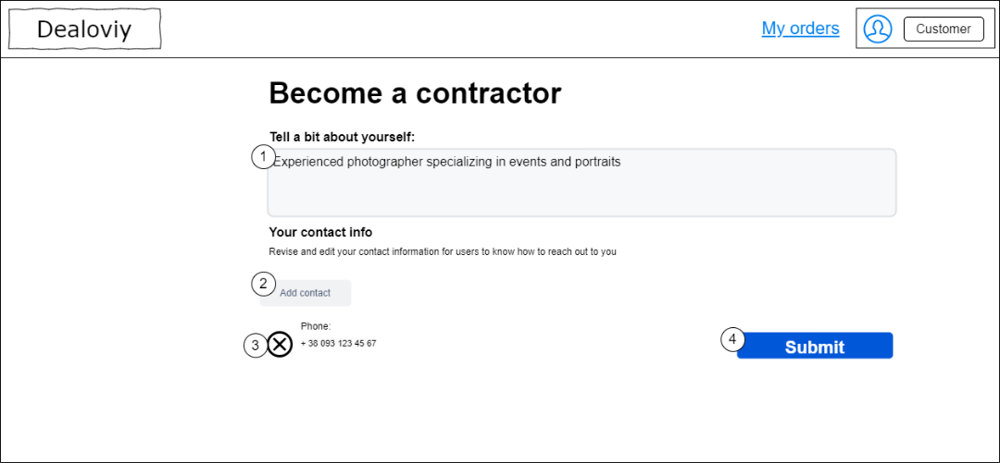 Dealoviy
My orders
Customer
Become a contractor
Tell a bit about yourself:
1
Experienced photographer specializing in events and portraits
Your contact info
Revise and edit your contact information for users to know how to reach out to you
2
Add contact
Phone:
3
+ 38 093 123 45 67
4
Submit